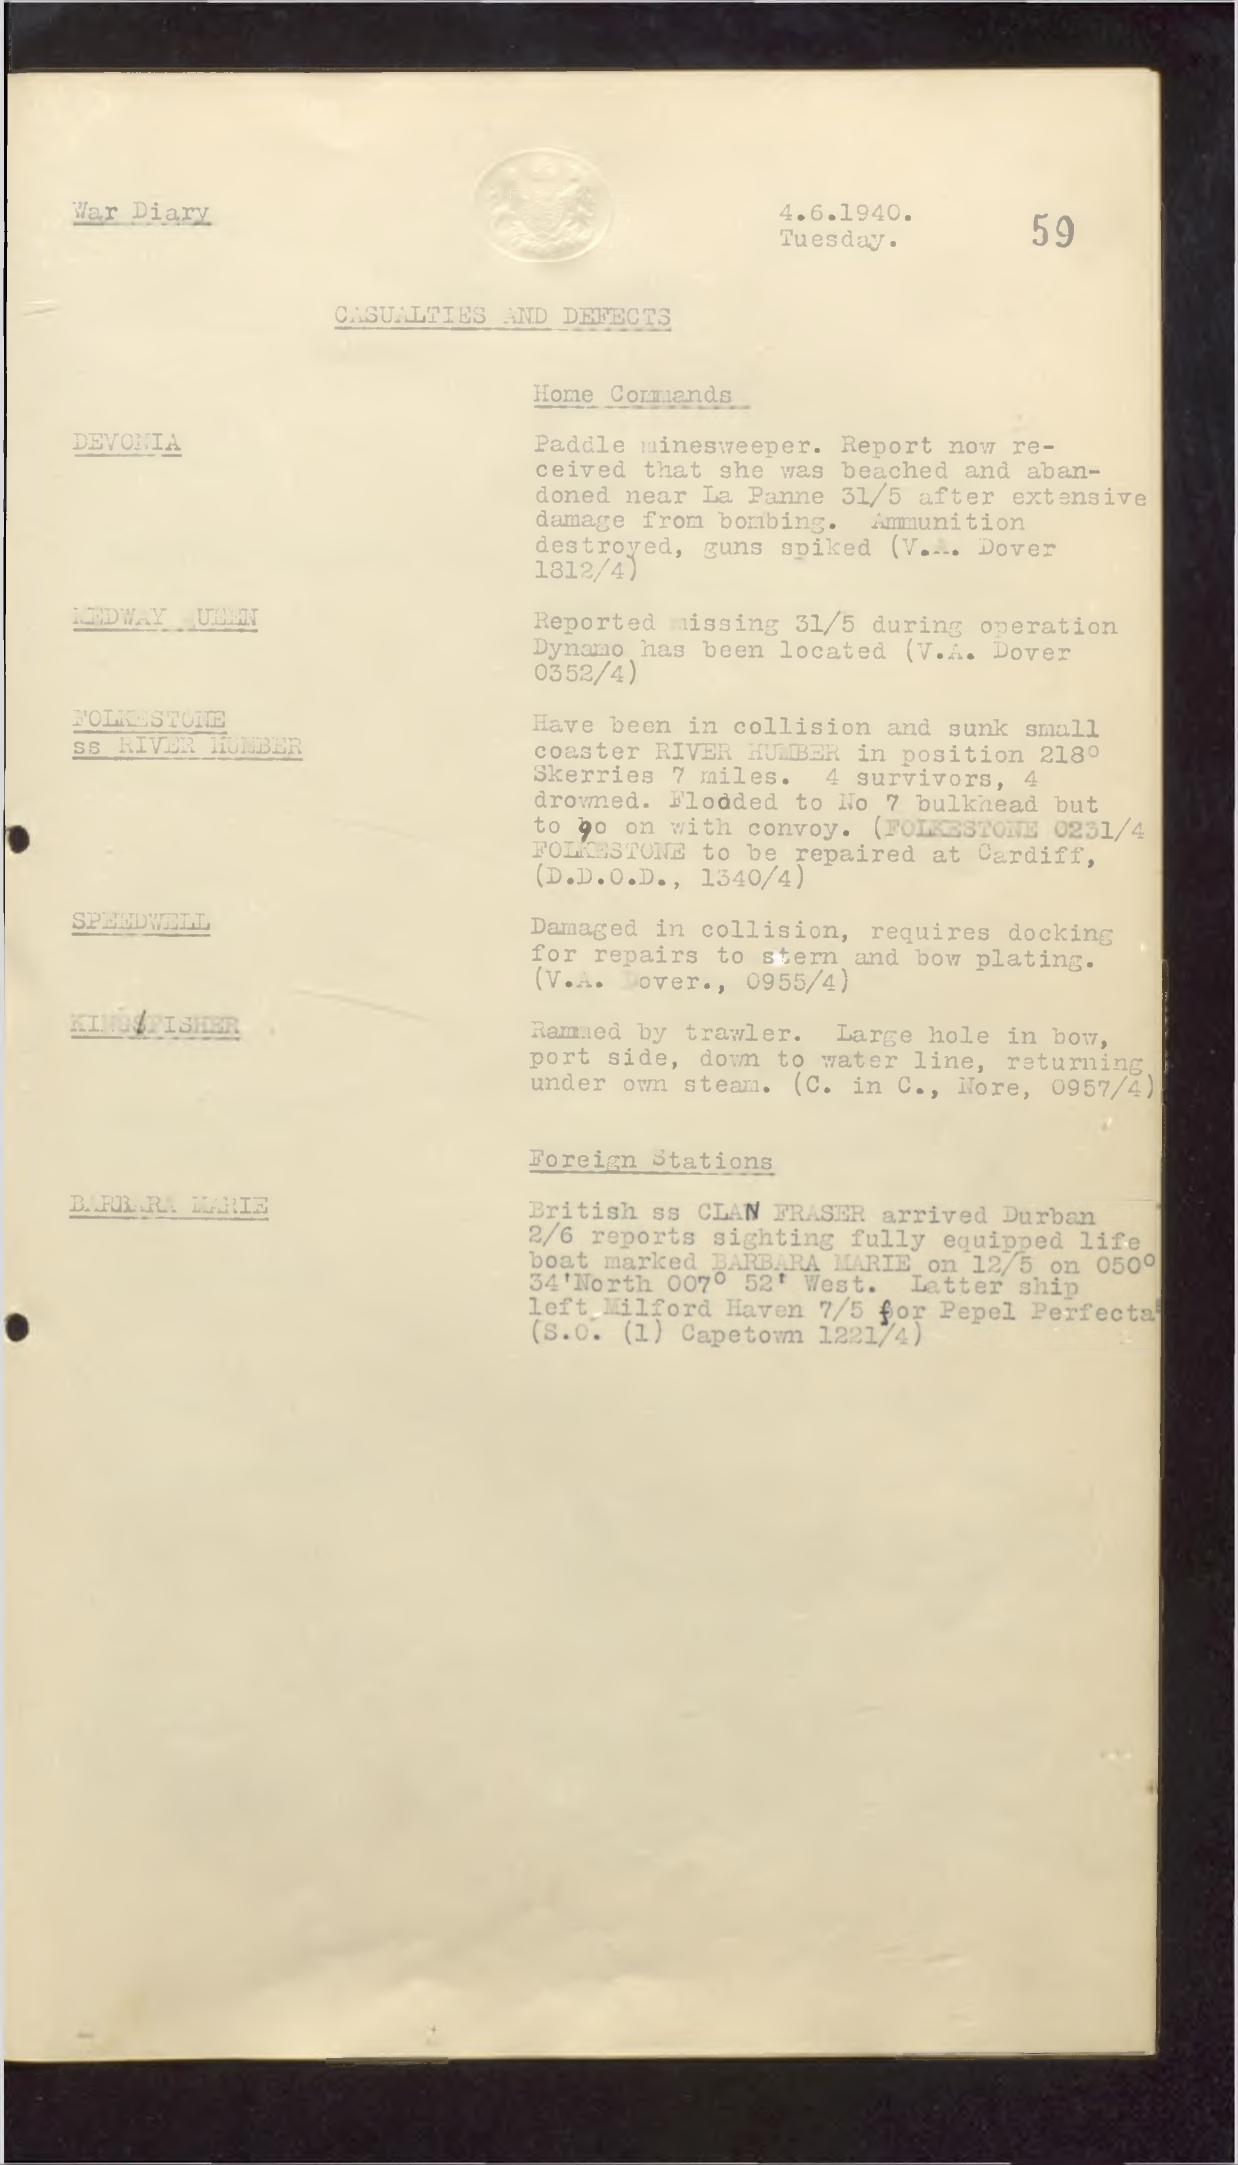 War Diary
4.6.1940.
Tuesday.
59
CASUALTIES AND DEFECTS
Home Commands
DEVONIA
Paddle minesweeper. Report now re-
ceived that she was beached and aban-
doned near La Panne 31/5 after extensive
damage from bombing. Ammunition
destroyed, guns spiked (V.A. Dover
1812/4)
MEDWAY QUEEN
Reported missing 31/5 during operation
Dynamo has been located (V.A. Dover
0352/4)
FOLKESTONE
ss RIVER HUMBER
Have been in collision and sunk small
coaster RIVER HUMBER in position 218°
Skerries 7 miles. 4 survivors, 4
drowned. Flodded to No 7 bulkhead but
to go on with convoy. (FOLKESTONE 0231/4
FOLKESTONE to be repaired at Cardiff,
(D.D.O.D., 1340/4)
SPEEDWELL
Damaged in collision, requires docking
for repairs to stern and bow plating.
(V.A. Dover., 0955/4)
KINGFISHER
Rammed by trawler. Large hole in bow,
port side, down to water line, returning
under own steam. (C. in C., Nore, 0957/4)
Foreign Stations
BARBARA MARIE
British ss CLAN FRASER arrived Durban
2/6 reports sighting fully equipped life
boat marked BARBARA MARIE on 12/5 on 050°
34'North 007° 52' West. Latter ship
left Milford Haven 7/5 for Pepel Perfecta
(S.O. (1) Capetown 1221/4)